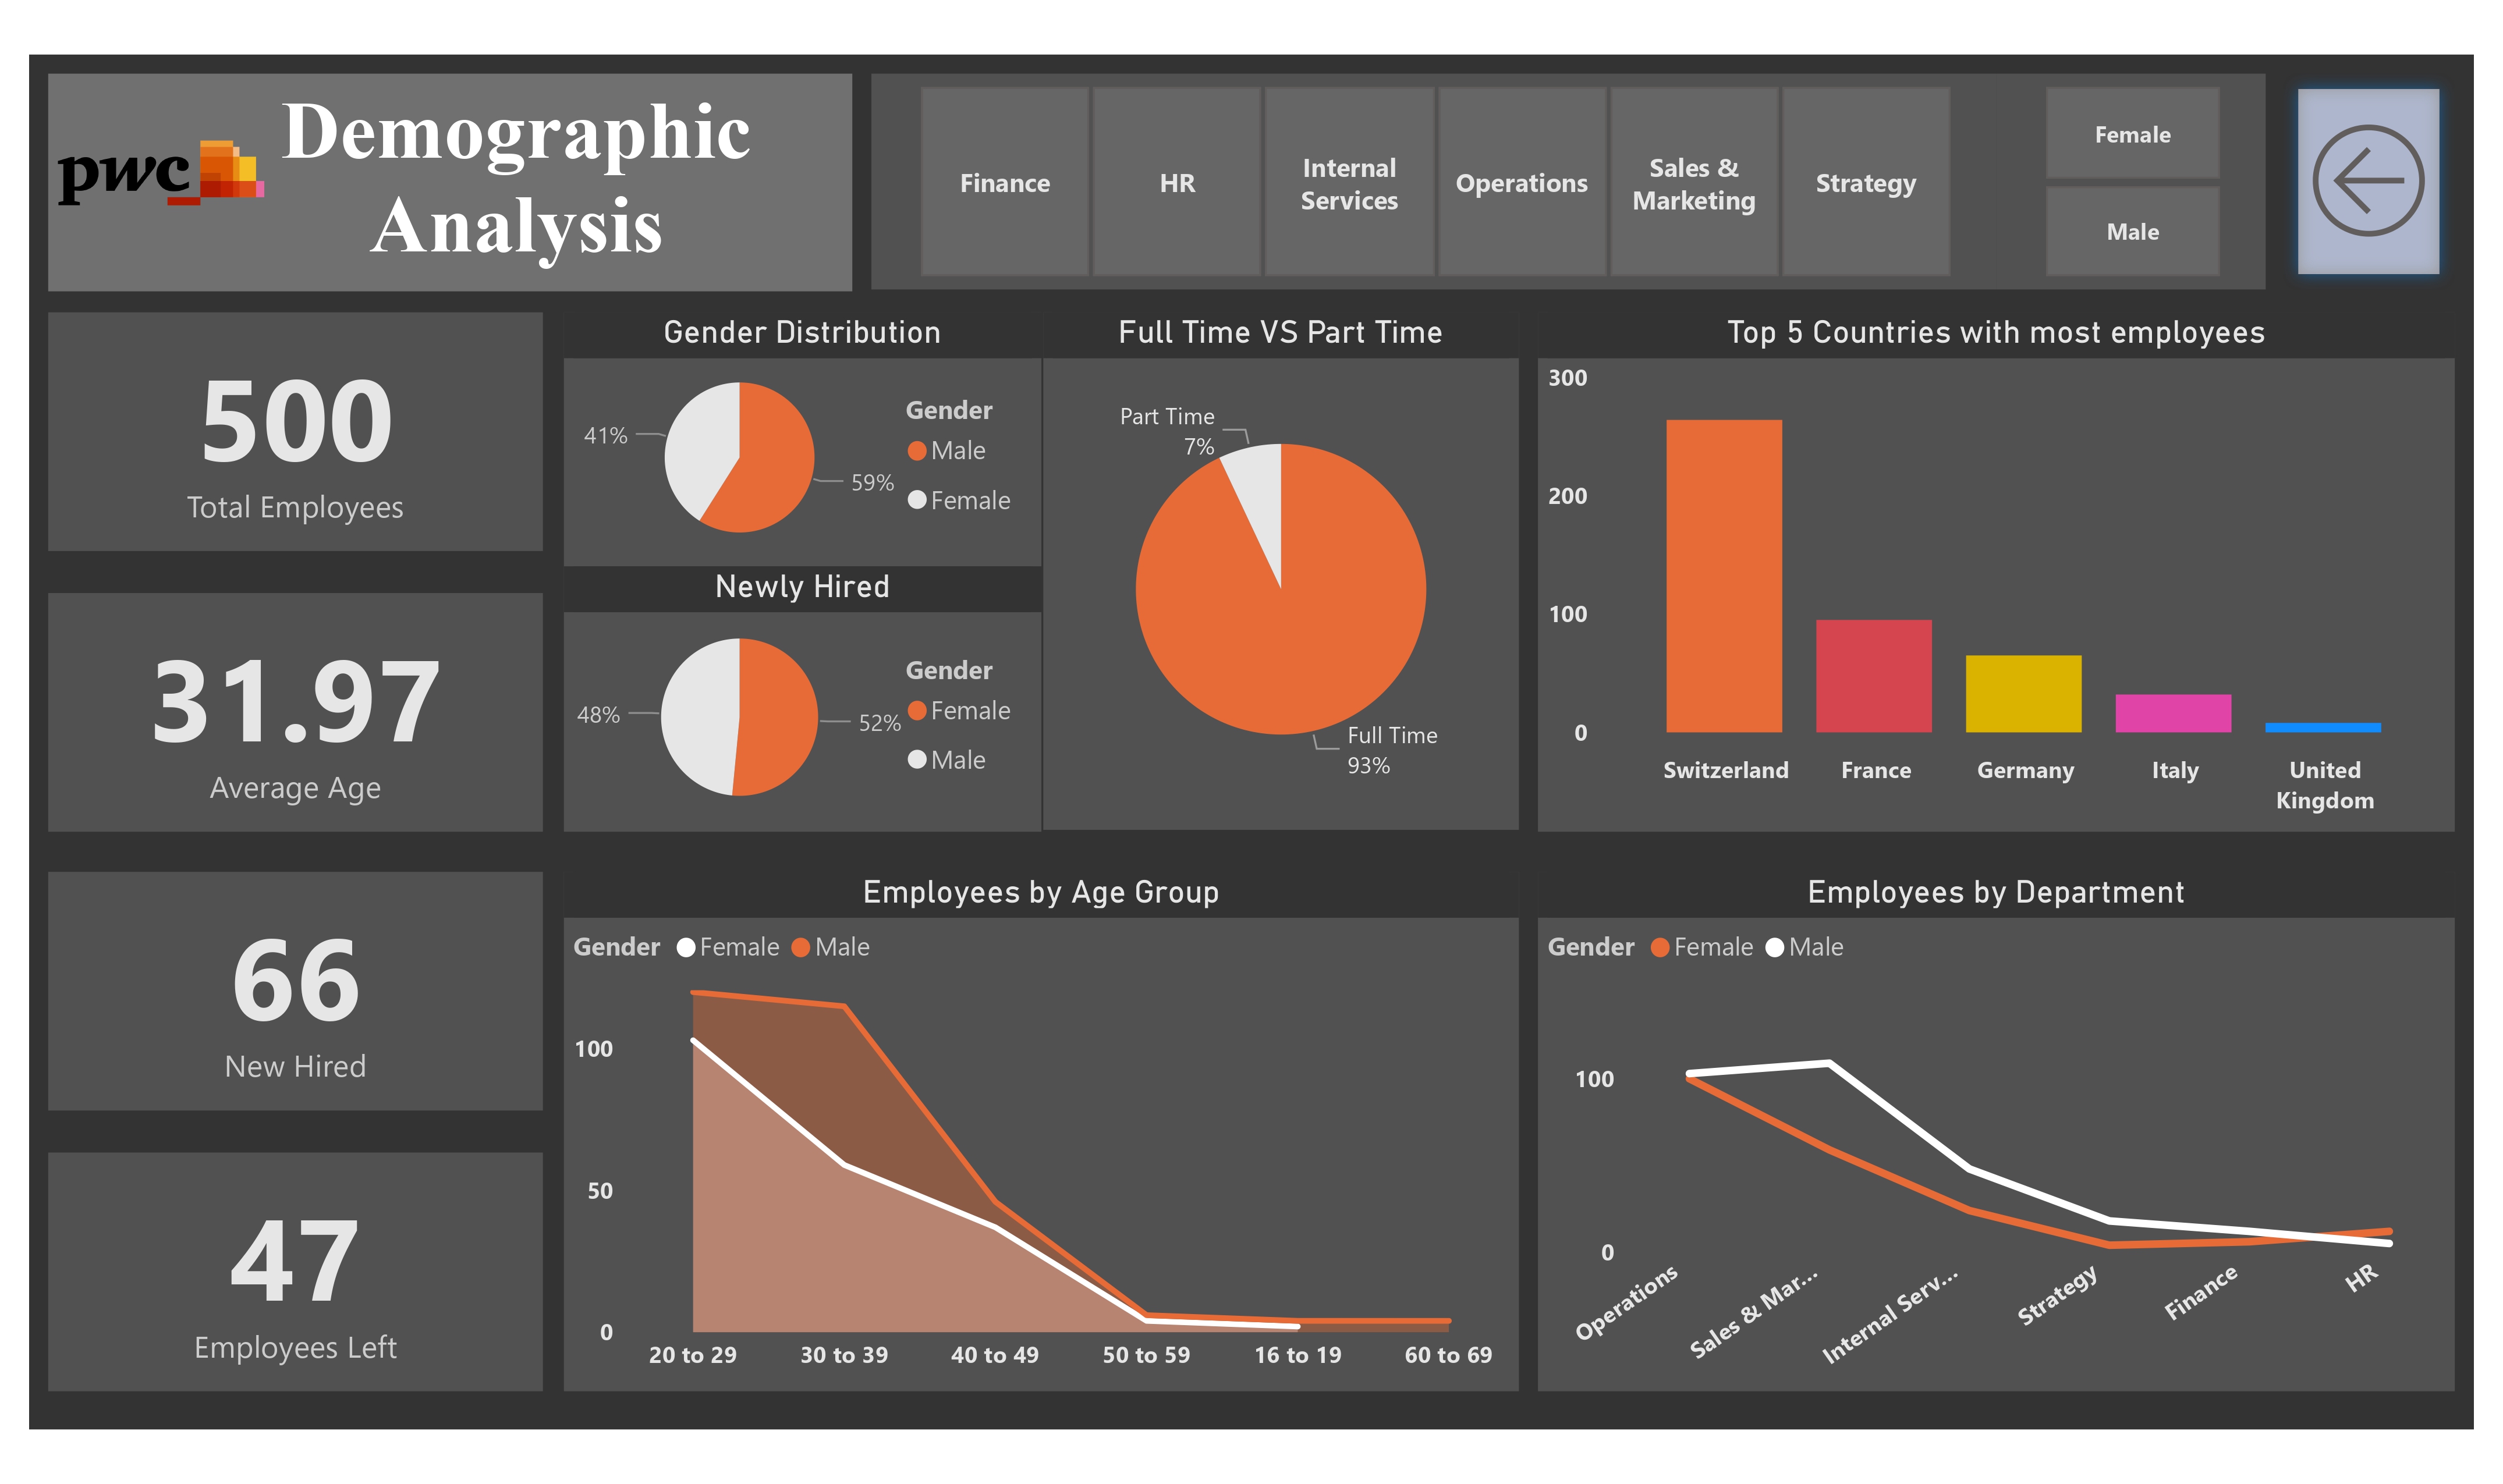 pwc
Demographic
Analysis
Finance
HR
Internal
Services
Operations
Sales &
Marketing
Strategy
Female
Male
500
Total Employees
31.97
Average Age
66
New Hired
47
Employees Left
Gender Distribution
41%
59%
Gender
Male
Female
Newly Hired
48%
52%
Gender
Female
Male
Full Time VS Part Time
Part Time
7%
Full Time
93%
Top 5 Countries with most employees
300
200
100
0
Switzerland
France
Germany
Italy
United
Kingdom
Employees by Age Group
Gender Female Male
100
50
0
20 to 29
30 to 39
40 to 49
50 to 59
16 to 19
60 to 69
Employees by Department
Gender Female Male
100
0
Operations
Sales & Mar...
Internal Serv...
Strategy
Finance
HR